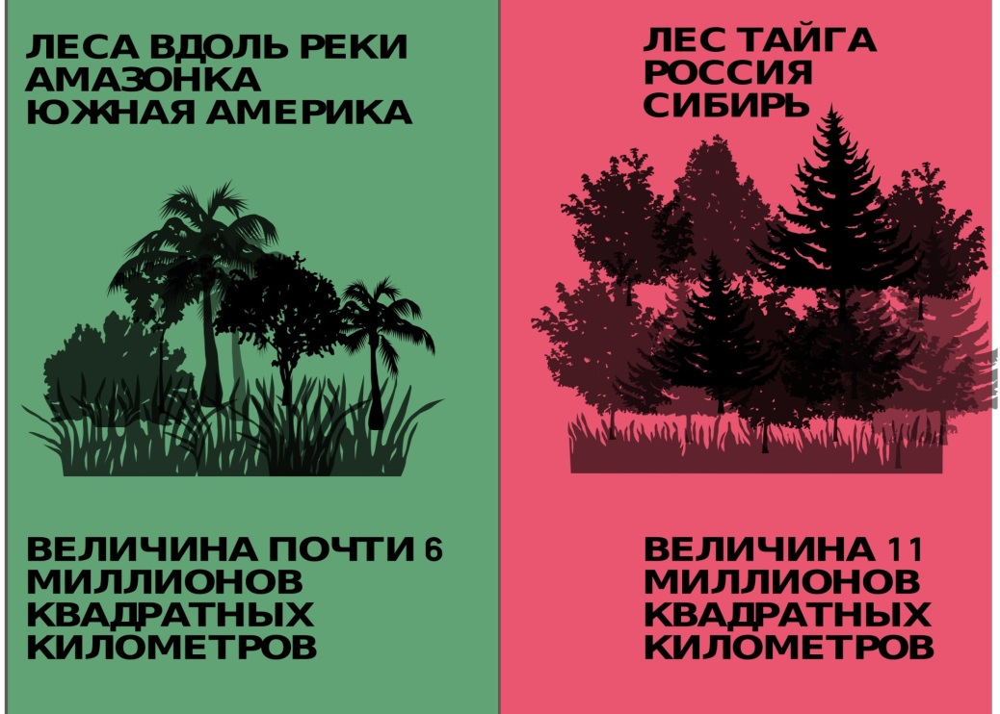 ЛЕСА ВДОЛЬ РЕКИ
АМАЗОНКА
ЮЖНАЯ АМЕРИКА
ВЕЛИЧИНА ПОЧТИ 6
МИЛЛИОНОВ
КВАДРАТНЫХ
КИЛОМЕТРОВ
ЛЕС ТАЙГА
РОССИЯ
СИБИРЬ
ВЕЛИЧИНА 11
МИЛЛИОНОВ
КВАДРАТНЫХ
КИЛОМЕТРОВ